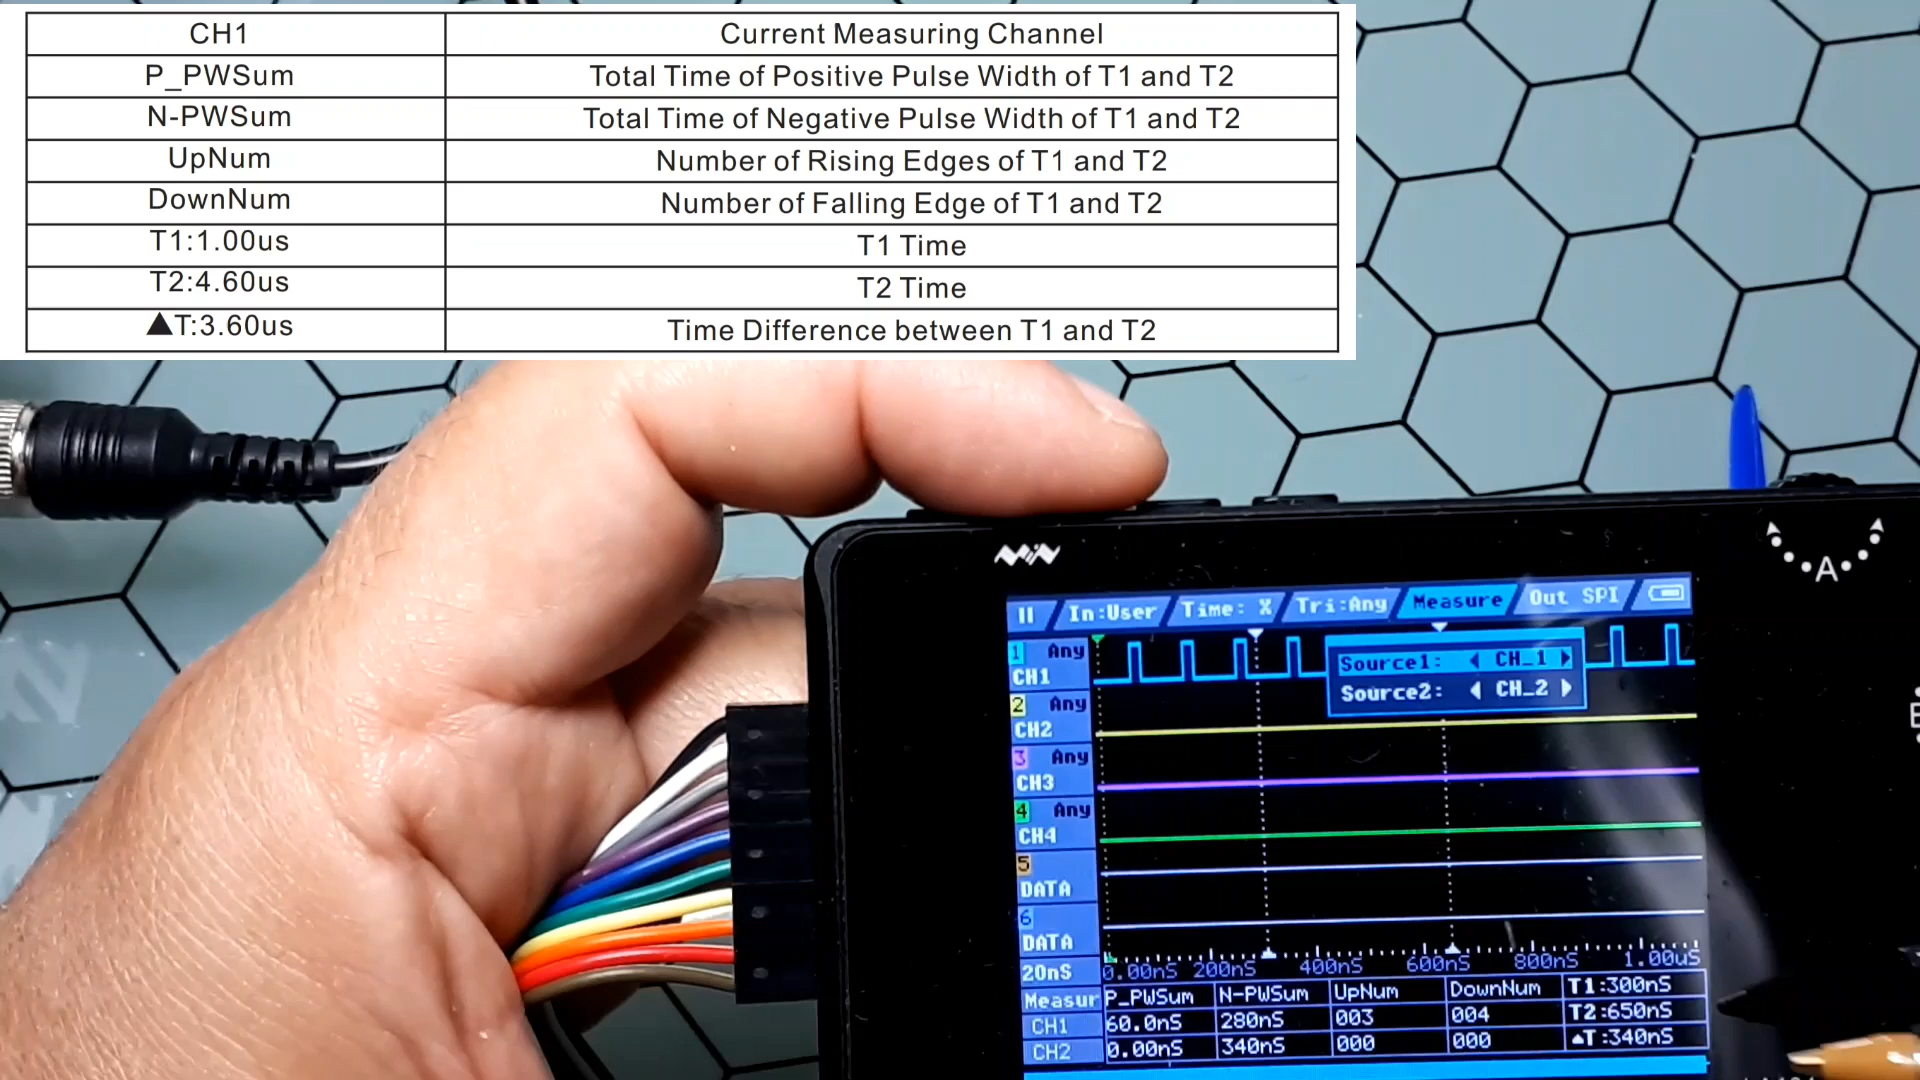 CH1 Current Measuring Channel
P_PWSum Total Time of Positive Pulse Width of T1 and T2
N-PWSum Total Time of Negative Pulse Width of T1 and T2
UpNum Number of Rising Edges of T1 and T2
DownNum Number of Falling Edge of T1 and T2
T1:1.00us T1 Time
T2:4.60us T2 Time
▲T:3.60us Time Difference between T1 and T2
A
In:User Time: X Tri:Any Measure Out SPI
1 Any
CH1
Source1: CH_1
Source2: CH_2
2 Any
CH2
3 Any
CH3
4 Any
CH4
5
DATA
6
DATA
20nS 0.00nS 200nS 400nS 600nS 800nS 1.00uS
Measur P_PWSum N-PWSum UpNum DownNum T1:300nS
CH1 60.0nS 280nS 003 004 T2:650nS
CH2 0.00nS 340nS 000 000 ▲T:340nS